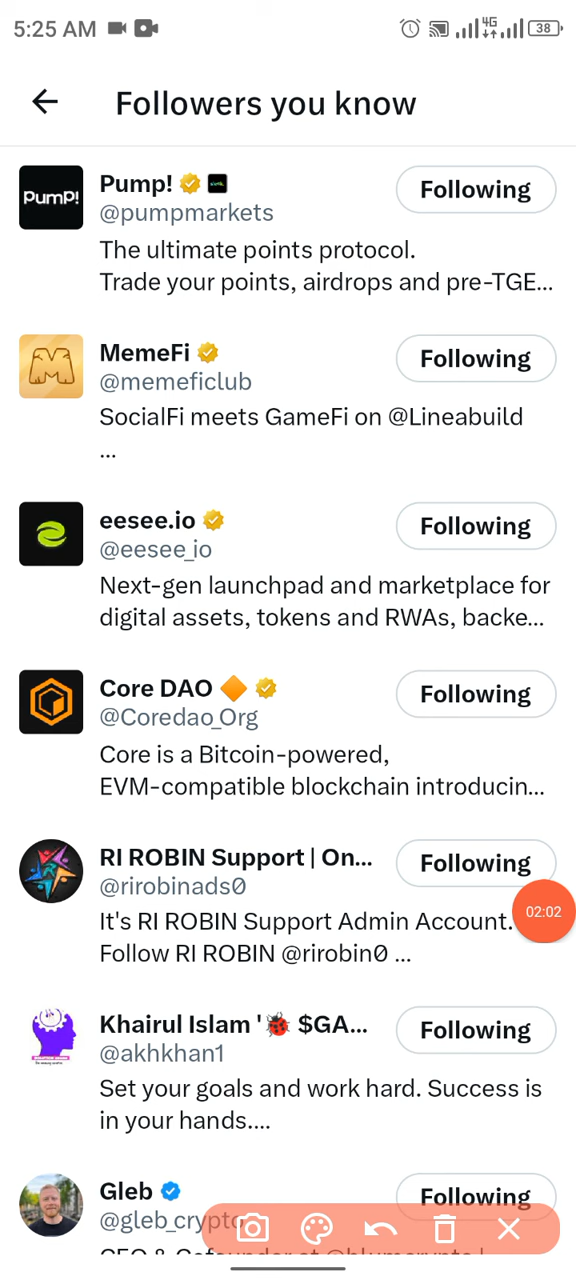 5:25 AM
4G
38
Followers you know
PumP!
Pump!
Following
@pumpmarkets
The ultimate points protocol.
Trade your points, airdrops and pre-TGE...
MemeFi
Following
@memeficlub
SocialFi meets GameFi on @Lineabuild
...
eesee.io
Following
@eesee_io
Next-gen launchpad and marketplace for
digital assets, tokens and RWAs, backe...
Core DAO 🔶
Following
@Coredao_Org
Core is a Bitcoin-powered,
EVM-compatible blockchain introducin...
RI ROBIN Support | On...
Following
@rirobinads0
02:02
It's RI ROBIN Support Admin Account.
Follow RI ROBIN @rirobin0 ...
Khairul Islam '🐞 $GA...
Following
@akhkhan1
Set your goals and work hard. Success is
in your hands....
Gleb
Following
@gleb_crypto